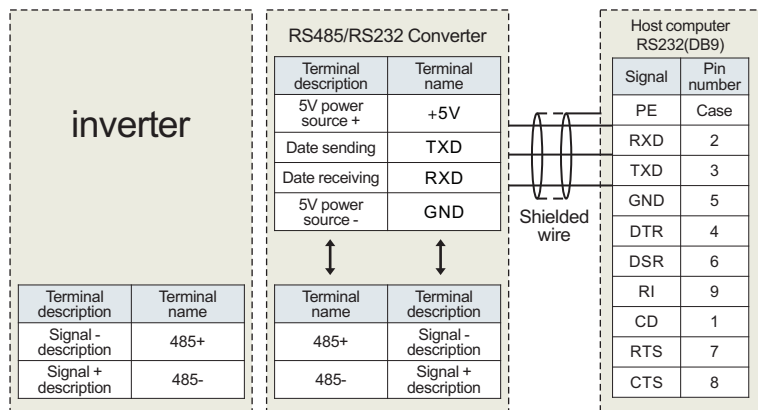 inverter
Terminal description
Terminal name
Signal - description
485+
Signal + description
485-
RS485/RS232 Converter
Terminal description
Terminal name
5V power source +
+5V
Date sending
TXD
Date receiving
RXD
5V power source -
GND
Terminal name
Terminal description
485+
Signal - description
485-
Signal + description
Shielded
wire
Host computer
RS232(DB9)
Signal
Pin number
PE
Case
RXD
2
TXD
3
GND
5
DTR
4
DSR
6
RI
9
CD
1
RTS
7
CTS
8